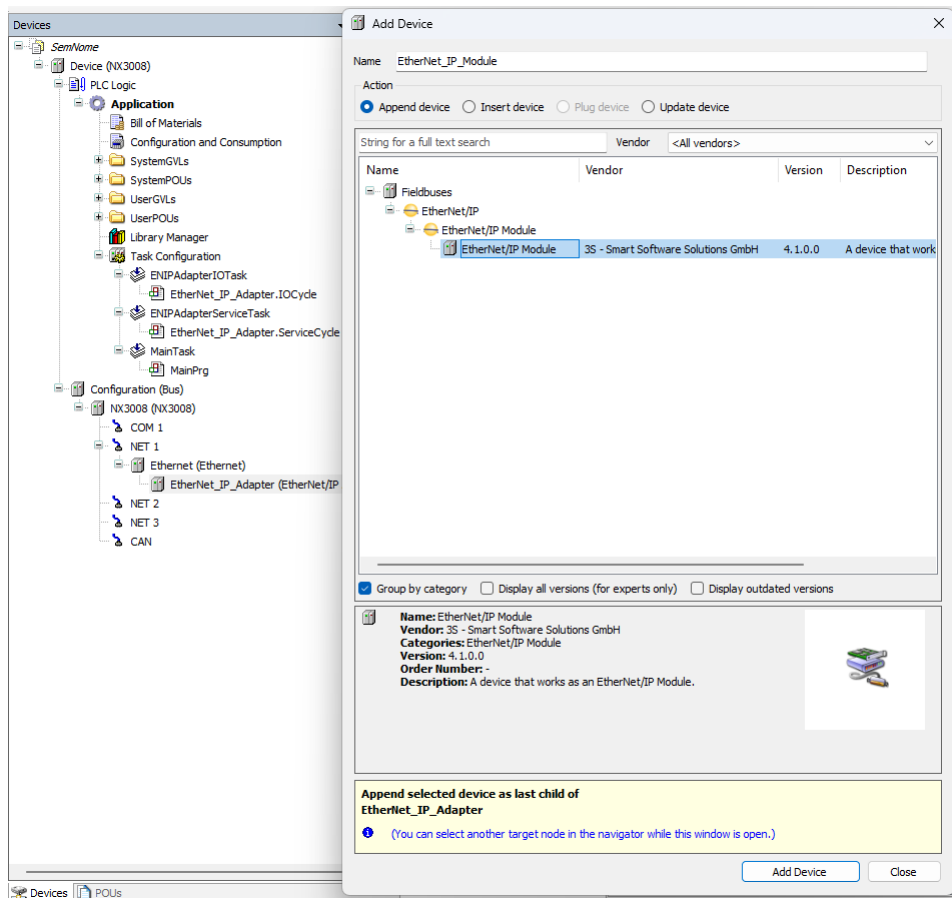 Devices
SemNome
Device (NX3008)
PLC Logic
Application
Bill of Materials
Configuration and Consumption
SystemGVLs
SystemPOUs
UserGVLs
UserPOUs
Library Manager
Task Configuration
ENIPAdapterIOTask
EtherNet_IP_Adapter.IOCycle
ENIPAdapterServiceTask
EtherNet_IP_Adapter.ServiceCycle
MainTask
MainPrg
Configuration (Bus)
NX3008 (NX3008)
COM 1
NET 1
Ethernet (Ethernet)
EtherNet_IP_Adapter (EtherNet/IP
NET 2
NET 3
CAN
Devices POUs
Add Device
Name EtherNet_IP_Module
Action
Append device Insert device Plug device Update device
String for a full text search Vendor <All vendors>
Name Vendor Version Description
Fieldbuses
EtherNet/IP
EtherNet/IP Module
EtherNet/IP Module 3S - Smart Software Solutions GmbH 4.1.0.0 A device that work
Group by category Display all versions (for experts only) Display outdated versions
Name: EtherNet/IP Module
Vendor: 3S - Smart Software Solutions GmbH
Categories: EtherNet/IP Module
Version: 4.1.0.0
Order Number: -
Description: A device that works as an EtherNet/IP Module.
Append selected device as last child of
EtherNet_IP_Adapter
(You can select another target node in the navigator while this window is open.)
Add Device Close